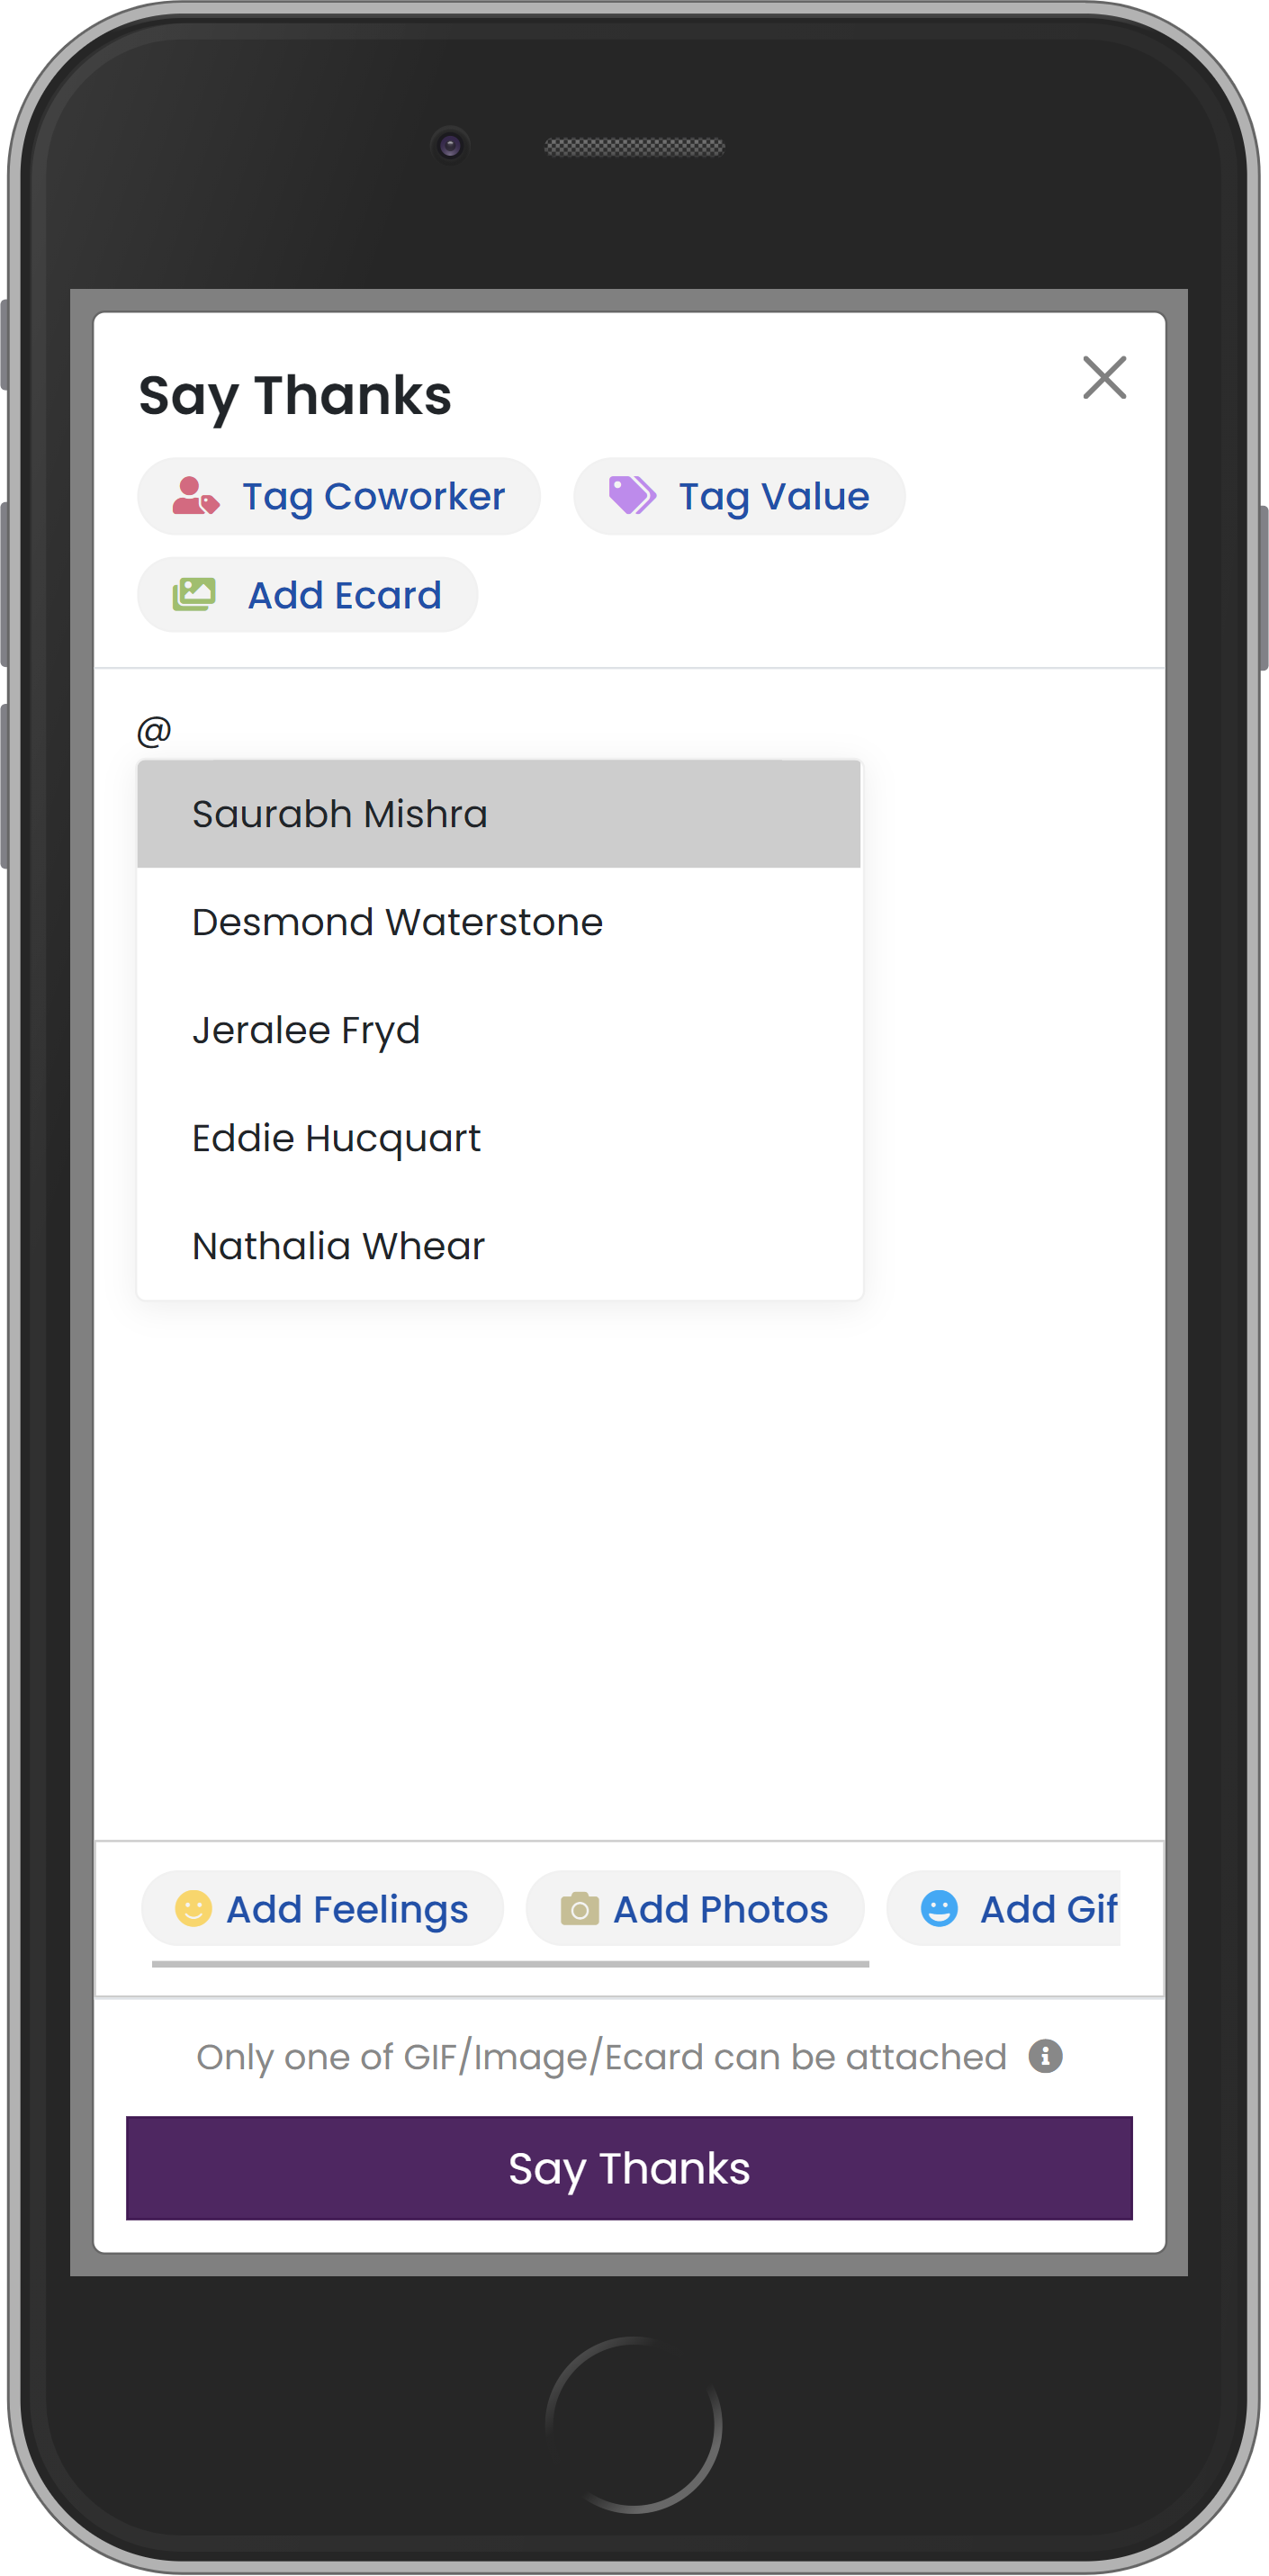 Say Thanks
Tag Coworker Tag Value
Add Ecard
@
Saurabh Mishra
Desmond Waterstone
Jeralee Fryd
Eddie Hucquart
Nathalia Whear
Add Feelings Add Photos Add Gif
Only one of GIF/Image/Ecard can be attached
Say Thanks